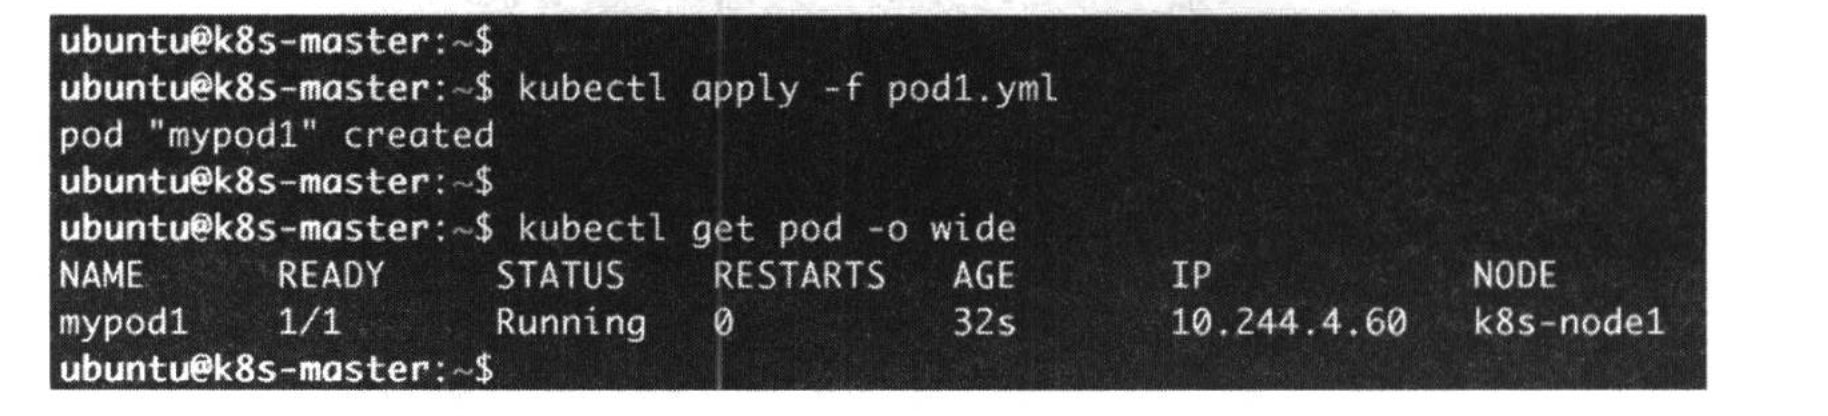 ubuntu@k8s-master:~$
ubuntu@k8s-master:~$ kubectl apply -f pod1.yml
pod "mypod1" created
ubuntu@k8s-master:~$
ubuntu@k8s-master:~$ kubectl get pod -o wide
NAME READY STATUS RESTARTS AGE IP NODE
mypod1 1/1 Running 0 32s 10.244.4.60 k8s-node1
ubuntu@k8s-master:~$